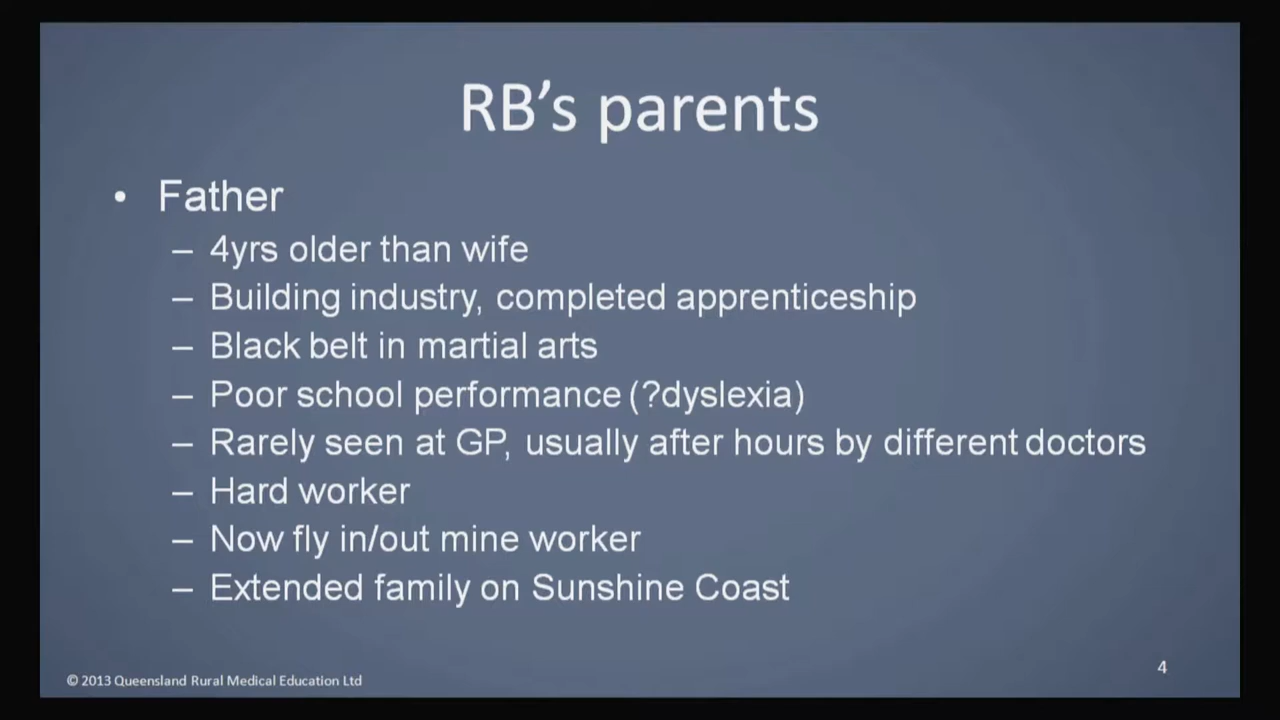 RB's parents
• Father
– 4yrs older than wife
– Building industry, completed apprenticeship
– Black belt in martial arts
– Poor school performance (?dyslexia)
– Rarely seen at GP, usually after hours by different doctors
– Hard worker
– Now fly in/out mine worker
– Extended family on Sunshine Coast
© 2013 Queensland Rural Medical Education Ltd
4